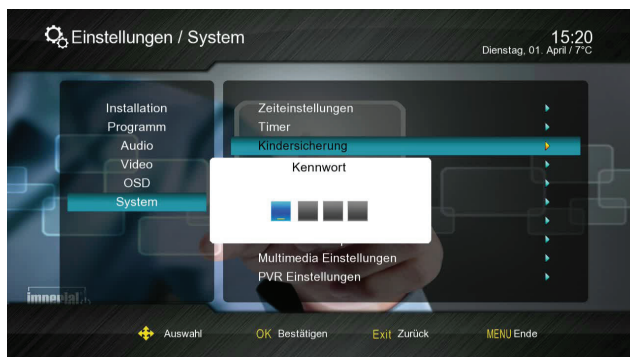 Einstellungen / System
15:20
Dienstag, 01. April / 7°C
Installation
Programm
Audio
Video
OSD
System
Zeiteinstellungen
Timer
Kindersicherung
Kennwort
Multimedia Einstellungen
PVR Einstellungen
imperial
Auswahl
OK Bestätigen
Exit Zurück
MENU Ende